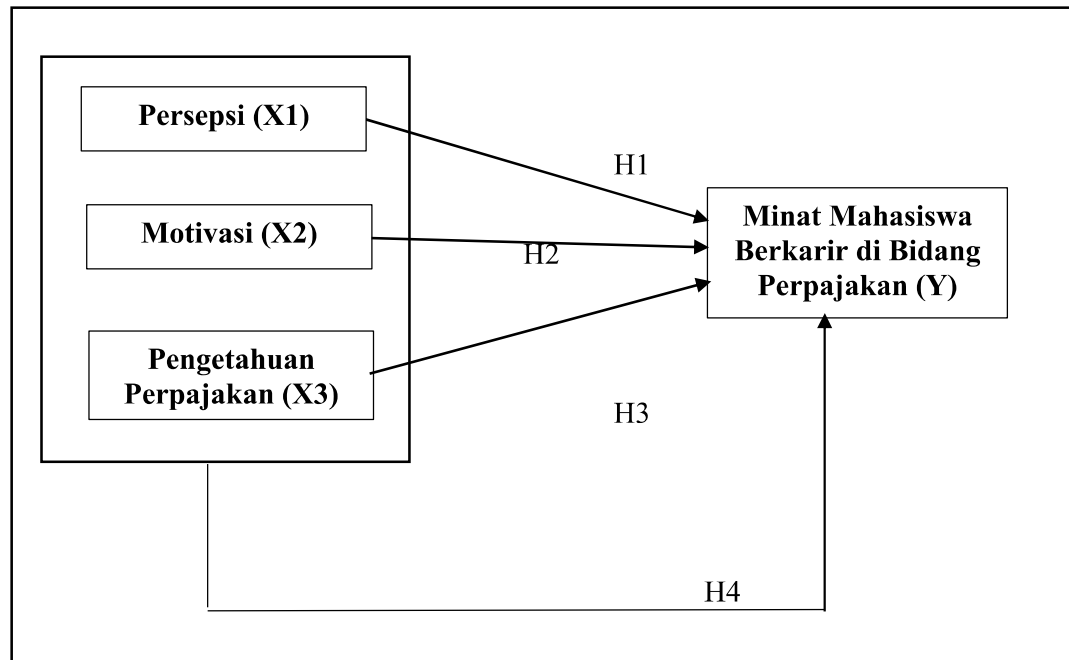 Persepsi (X1)
H1
Motivasi (X2)
H2
Minat Mahasiswa
Berkarir di Bidang
Perpajakan (Y)
Pengetahuan
Perpajakan (X3)
H3
H4